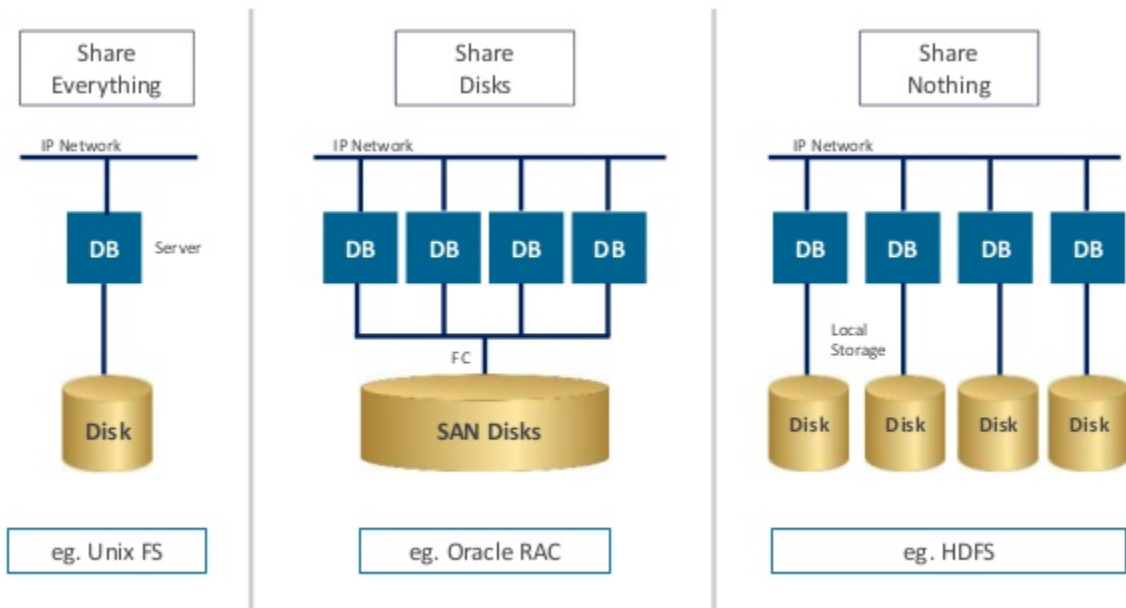 Share
Everything
IP Network
DB
Server
Disk
eg. Unix FS
Share
Disks
IP Network
DB DB DB DB
FC
SAN Disks
eg. Oracle RAC
Share
Nothing
IP Network
DB DB DB DB
Local
Storage
Disk Disk Disk Disk
eg. HDFS